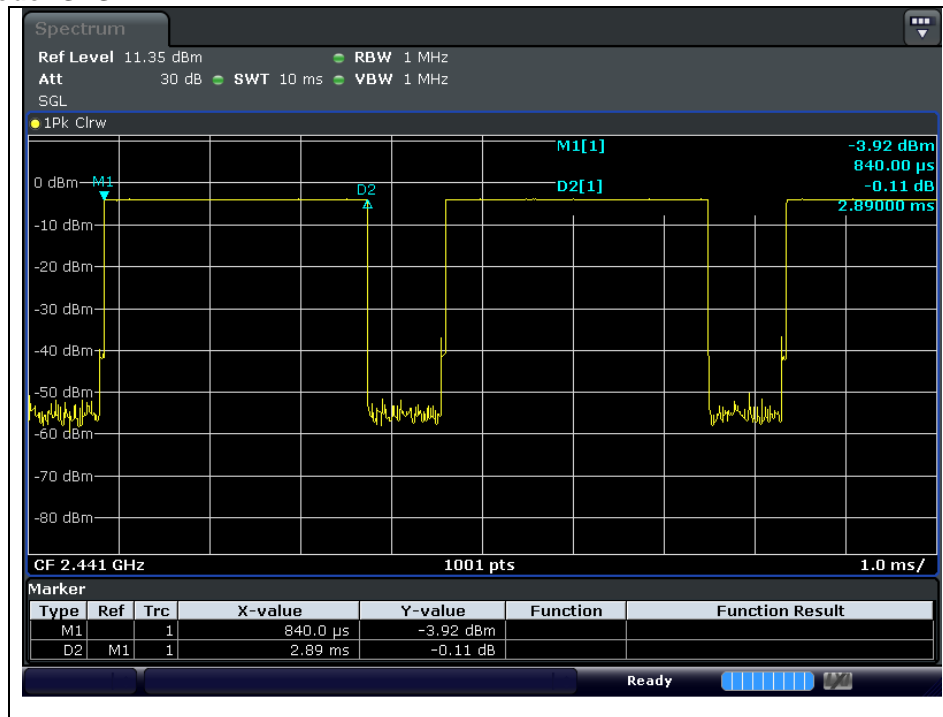 Spectrum
Ref Level 11.35 dBm RBW 1 MHz
Att 30 dB SWT 10 ms VBW 1 MHz
SGL
1Pk Clrw
M1[1] -3.92 dBm
840.00 µs
D2[1] -0.11 dB
2.89000 ms
M1
D2
0 dBm
-10 dBm
-20 dBm
-30 dBm
-40 dBm
-50 dBm
-60 dBm
-70 dBm
-80 dBm
CF 2.441 GHz 1001 pts 1.0 ms/
Marker
Type Ref Trc X-value Y-value Function Function Result
M1 1 840.0 µs -3.92 dBm
D2 M1 1 2.89 ms -0.11 dB
Ready